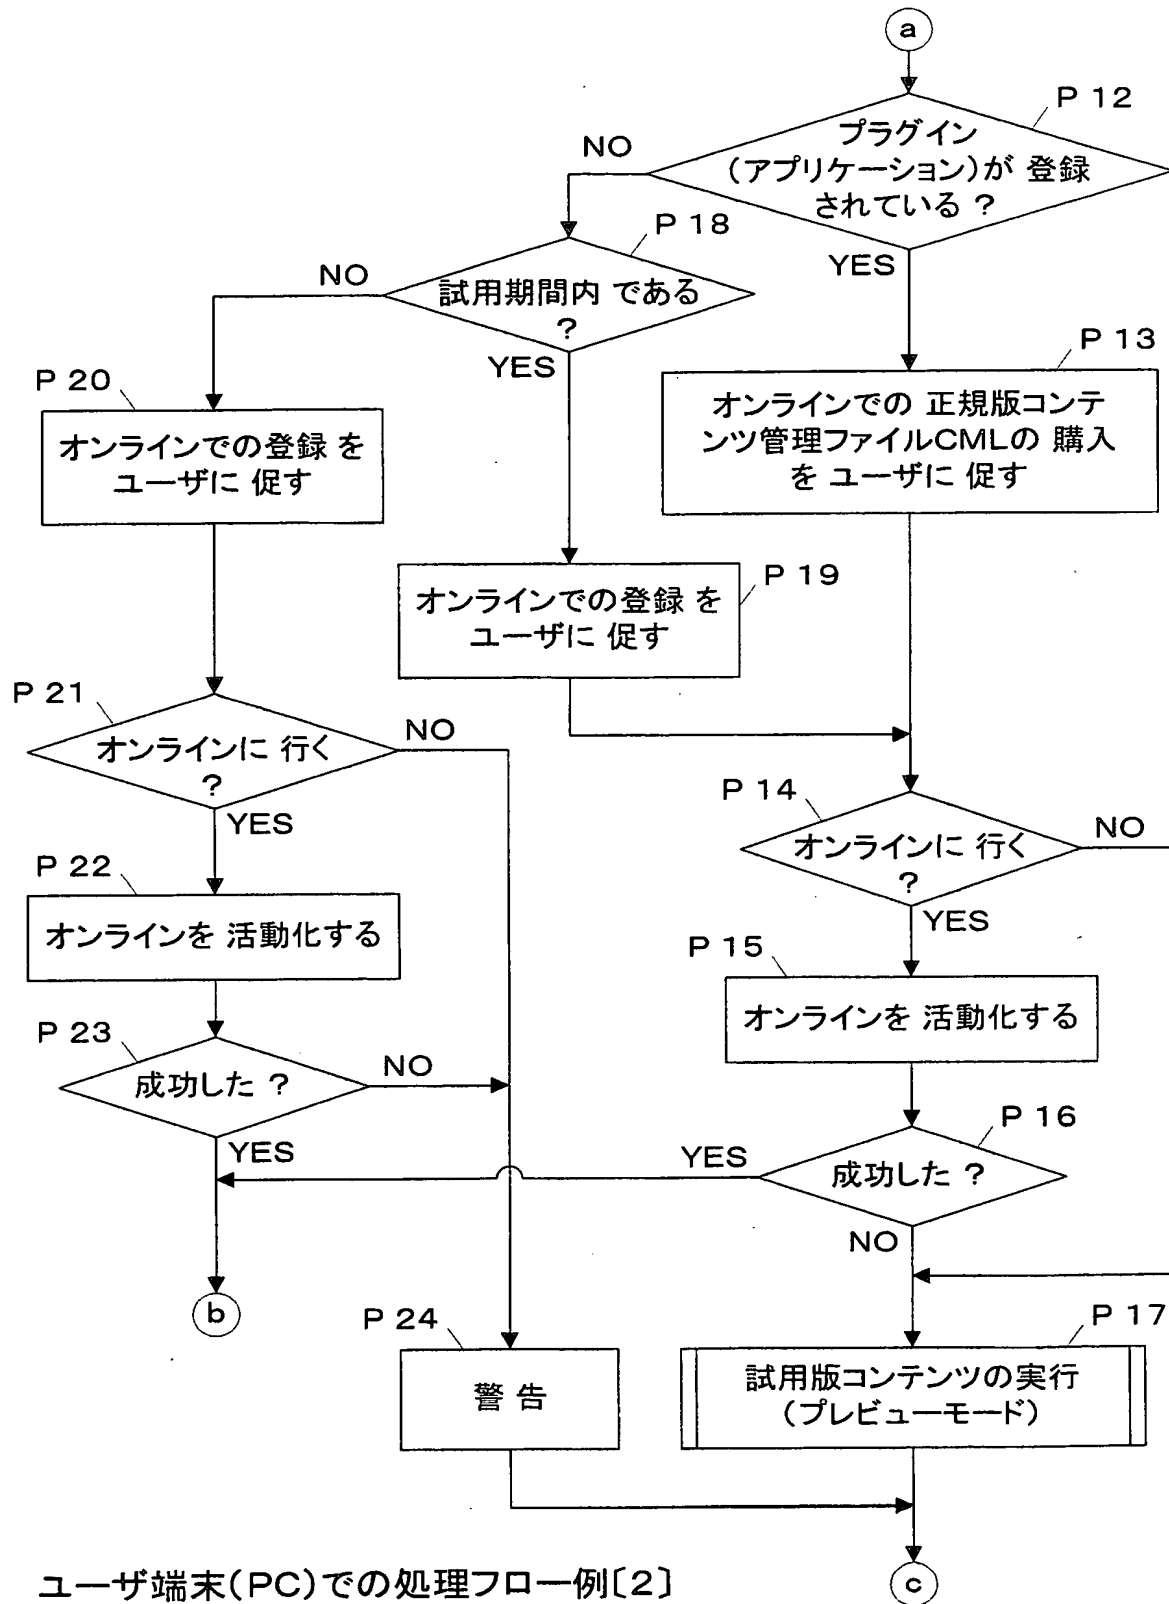 a
P 12
プラグイン
(アプリケーション)が 登録
されている ?
NO
YES
P 18
試用期間内 である
?
NO
YES
P 13
オンラインでの 正規版コンテ
ンツ管理ファイルCMLの 購入
を ユーザに 促す
P 20
オンラインでの登録 を
ユーザに 促す
P 19
オンラインでの登録 を
ユーザに 促す
P 21
オンラインに 行く
?
NO
YES
P 14
オンラインに 行く
?
NO
YES
P 22
オンラインを 活動化する
P 15
オンラインを 活動化する
P 23
成功した ?
NO
YES
P 16
成功した ?
YES
NO
b
P 24
警 告
P 17
試用版コンテンツの実行
(プレビューモード)
c
ユーザ端末(PC)での処理フロー例〔2〕